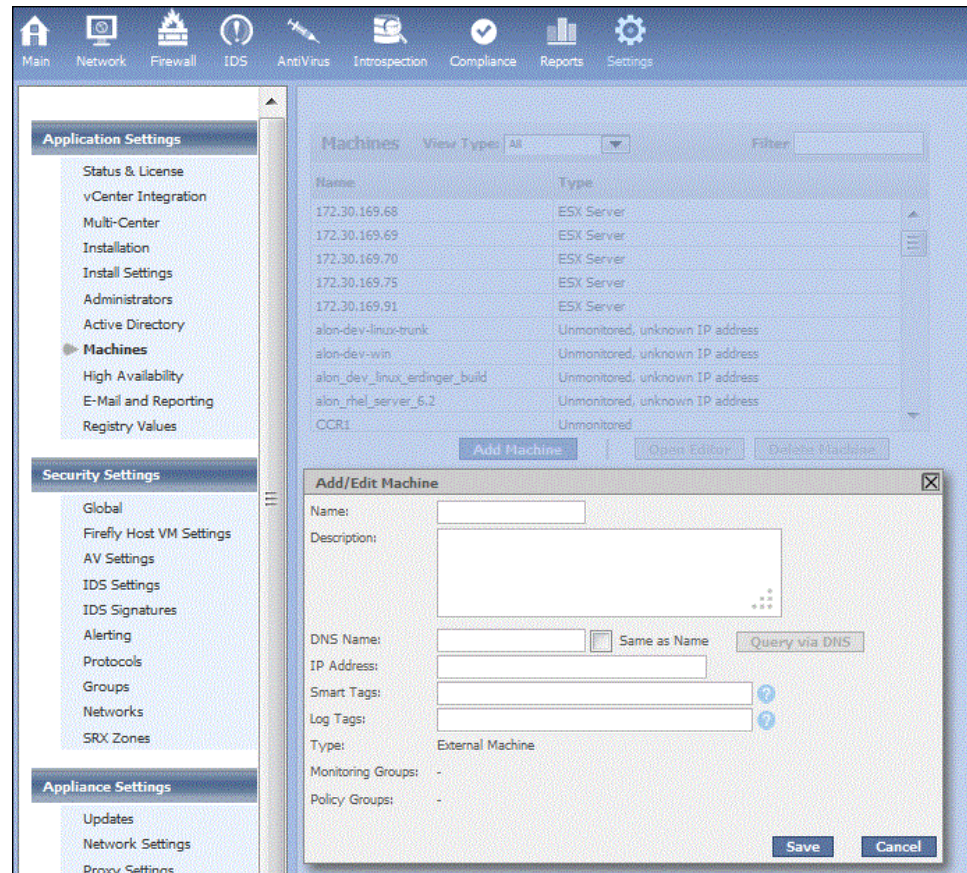 Main Network Firewall IDS AntiVirus Introspection Compliance Reports Settings
Application Settings
Status & License
vCenter Integration
Multi-Center
Installation
Install Settings
Administrators
Active Directory
Machines
High Availability
E-Mail and Reporting
Registry Values
Security Settings
Global
Firefly Host VM Settings
AV Settings
IDS Settings
IDS Signatures
Alerting
Protocols
Groups
Networks
SRX Zones
Appliance Settings
Updates
Network Settings
Proxy Settings
Machines View Type: All Filter
Name Type
172.30.169.68 ESX Server
172.30.169.69 ESX Server
172.30.169.70 ESX Server
172.30.169.75 ESX Server
172.30.169.91 ESX Server
alon-dev-linux-trunk Unmonitored, unknown IP address
alon-dev-win Unmonitored, unknown IP address
alon_dev_linux_erdinger_build Unmonitored, unknown IP address
alon_rhel_server_6.2 Unmonitored, unknown IP address
CCR1 Unmonitored
Add Machine Open Editor Delete Machine
Add/Edit Machine
Name:
Description:
DNS Name: Same as Name Query via DNS
IP Address:
Smart Tags: ?
Log Tags: ?
Type: External Machine
Monitoring Groups: -
Policy Groups: -
Save Cancel